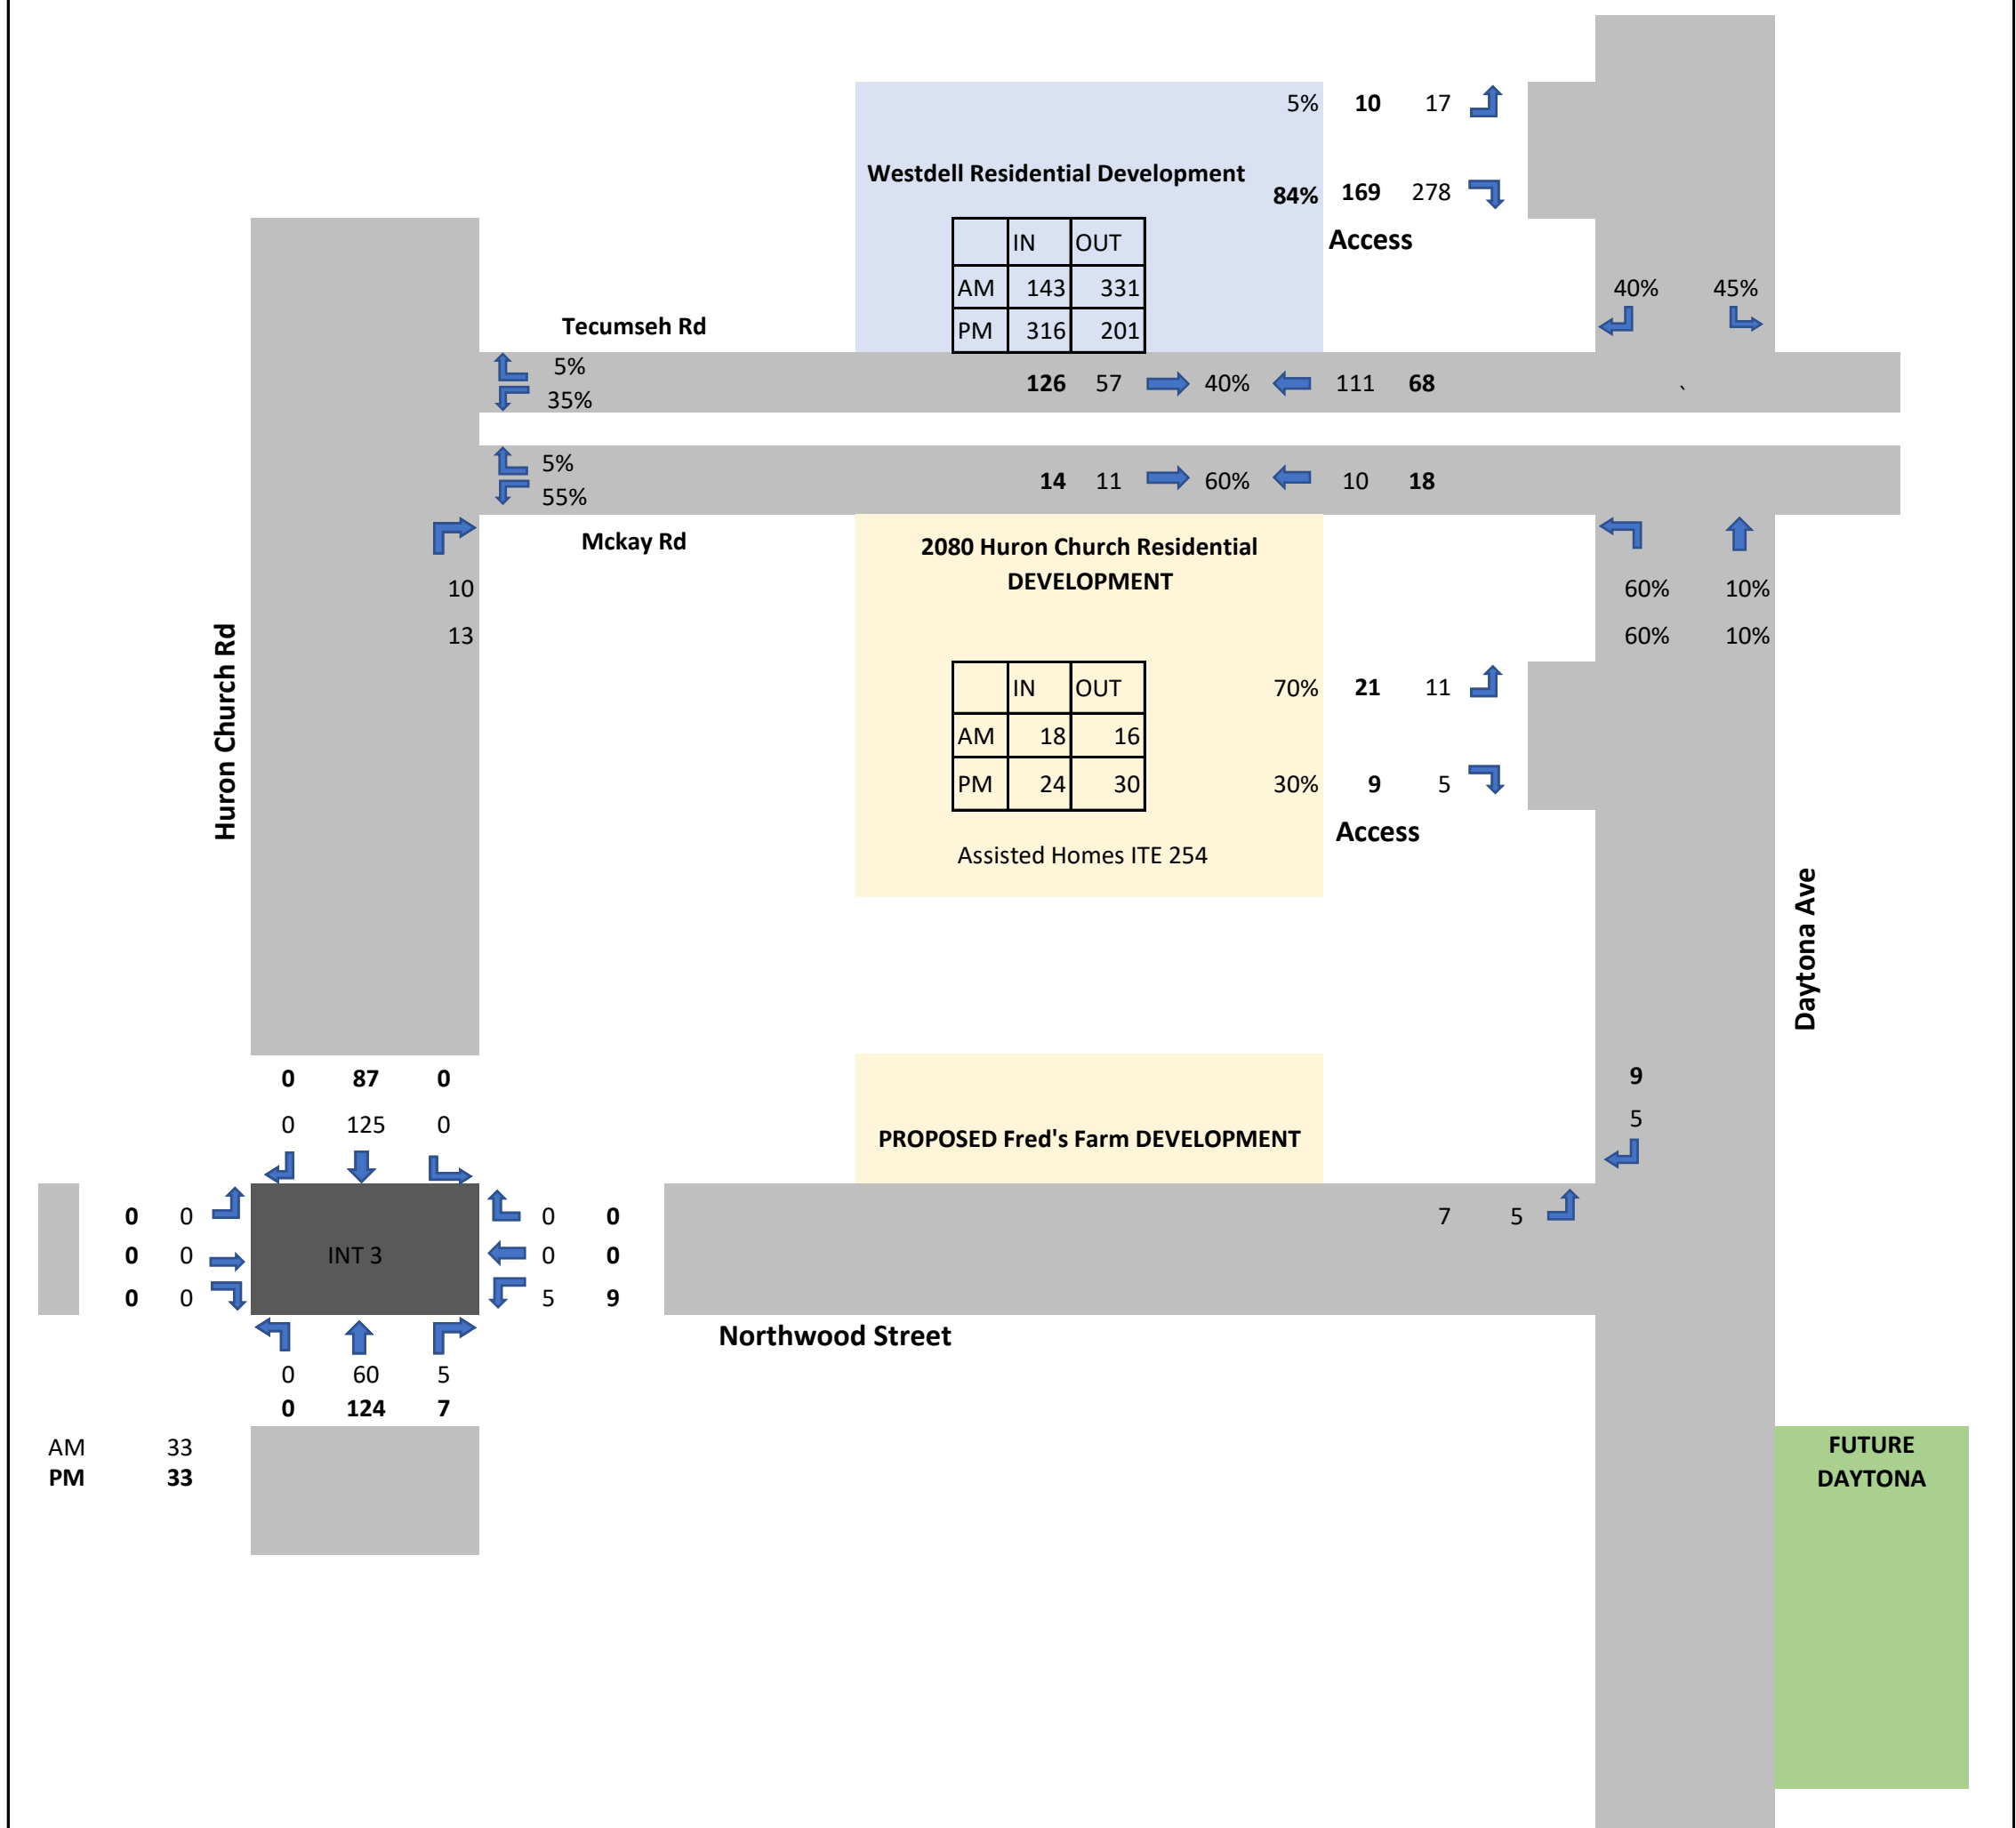 5% 10 17
Westdell Residential Development
84% 169 278
Access
IN OUT
AM 143 331
PM 316 201
40% 45%
Tecumseh Rd
5%
35%
126 57 40% 111 68
`
5%
55%
14 11 60% 10 18
Mckay Rd
2080 Huron Church Residential
DEVELOPMENT
10
13
60% 10%
60% 10%
Huron Church Rd
IN OUT
AM 18 16
PM 24 30
70% 21 11
30% 9 5
Access
Assisted Homes ITE 254
Daytona Ave
0 87 0
0 125 0
9
5
PROPOSED Fred's Farm DEVELOPMENT
0 0
0 0
0 0
INT 3
0 0
0 0
5 9
7 5
Northwood Street
0 60 5
0 124 7
AM 33
PM 33
FUTURE
DAYTONA